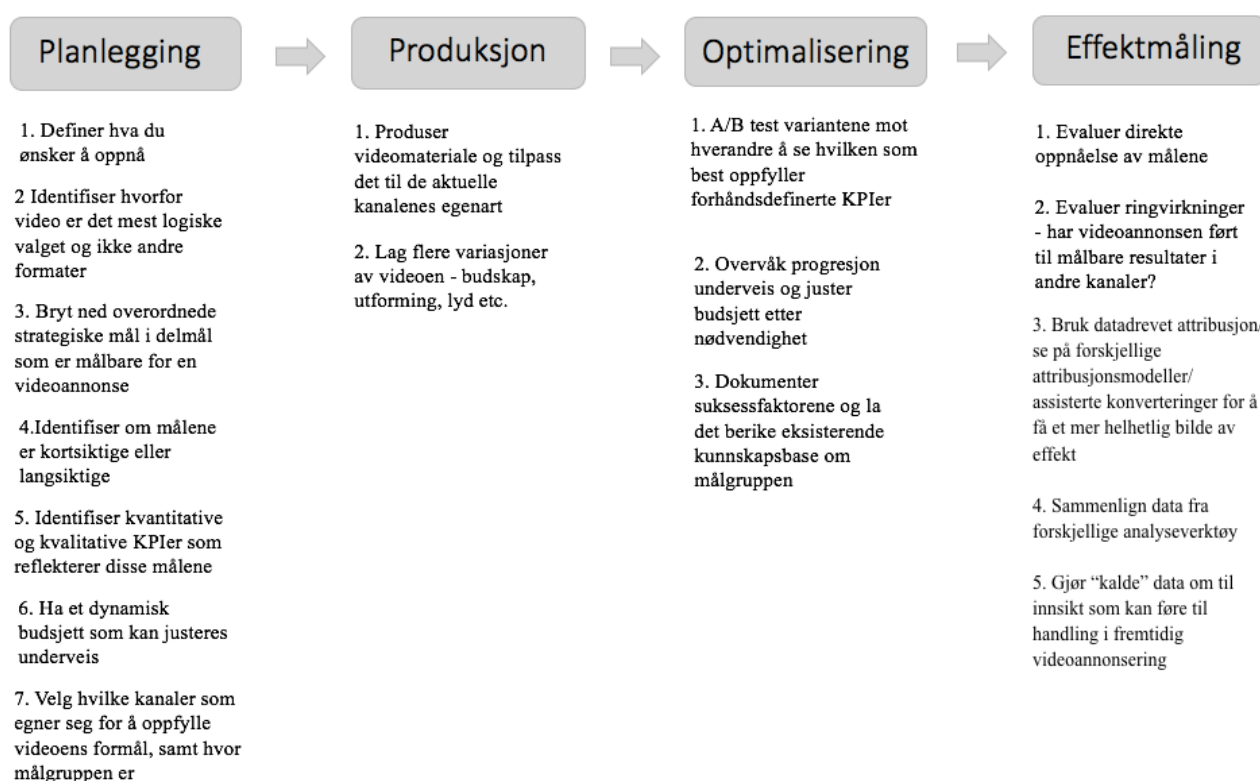 Planlegging
1. Definer hva du
ønsker å oppnå
2 Identifiser hvorfor
video er det mest logiske
valget og ikke andre
formater
3. Bryt ned overordnede
strategiske mål i delmål
som er målbare for en
videoannonse
4.Identifiser om målene
er kortsiktige eller
langsiktige
5. Identifiser kvantitative
og kvalitative KPIer som
reflekterer disse målene
6. Ha et dynamisk
budsjett som kan justeres
underveis
7. Velg hvilke kanaler som
egner seg for å oppfylle
videoens formål, samt hvor
målgruppen er
Produksjon
1. Produser
videomateriale og tilpass
det til de aktuelle
kanalenes egenart
2. Lag flere variasjoner
av videoen - budskap,
utforming, lyd etc.
Optimalisering
1. A/B test variantene mot
hverandre å se hvilken som
best oppfyller
forhåndsdefinerte KPIer
2. Overvåk progresjon
underveis og juster
budsjett etter
nødvendighet
3. Dokumenter
suksessfaktorene og la
det berike eksisterende
kunnskapsbase om
målgruppen
Effektmåling
1. Evaluer direkte
oppnåelse av målene
2. Evaluer ringvirkninger
- har videoannonsen ført
til målbare resultater i
andre kanaler?
3. Bruk datadrevet attribusjon/
se på forskjellige
attribusjonsmodeller/
assisterte konverteringer for å
få et mer helhetlig bilde av
effekt
4. Sammenlign data fra
forskjellige analyseverktøy
5. Gjør “kalde” data om til
innsikt som kan føre til
handling i fremtidig
videoannonsering